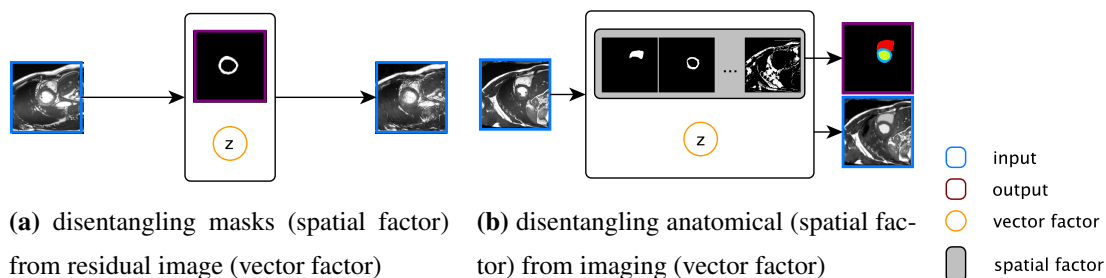 z
...
z
(a) disentangling masks (spatial factor)
from residual image (vector factor)
(b) disentangling anatomical (spatial fac-
tor) from imaging (vector factor)
input
output
vector factor
spatial factor